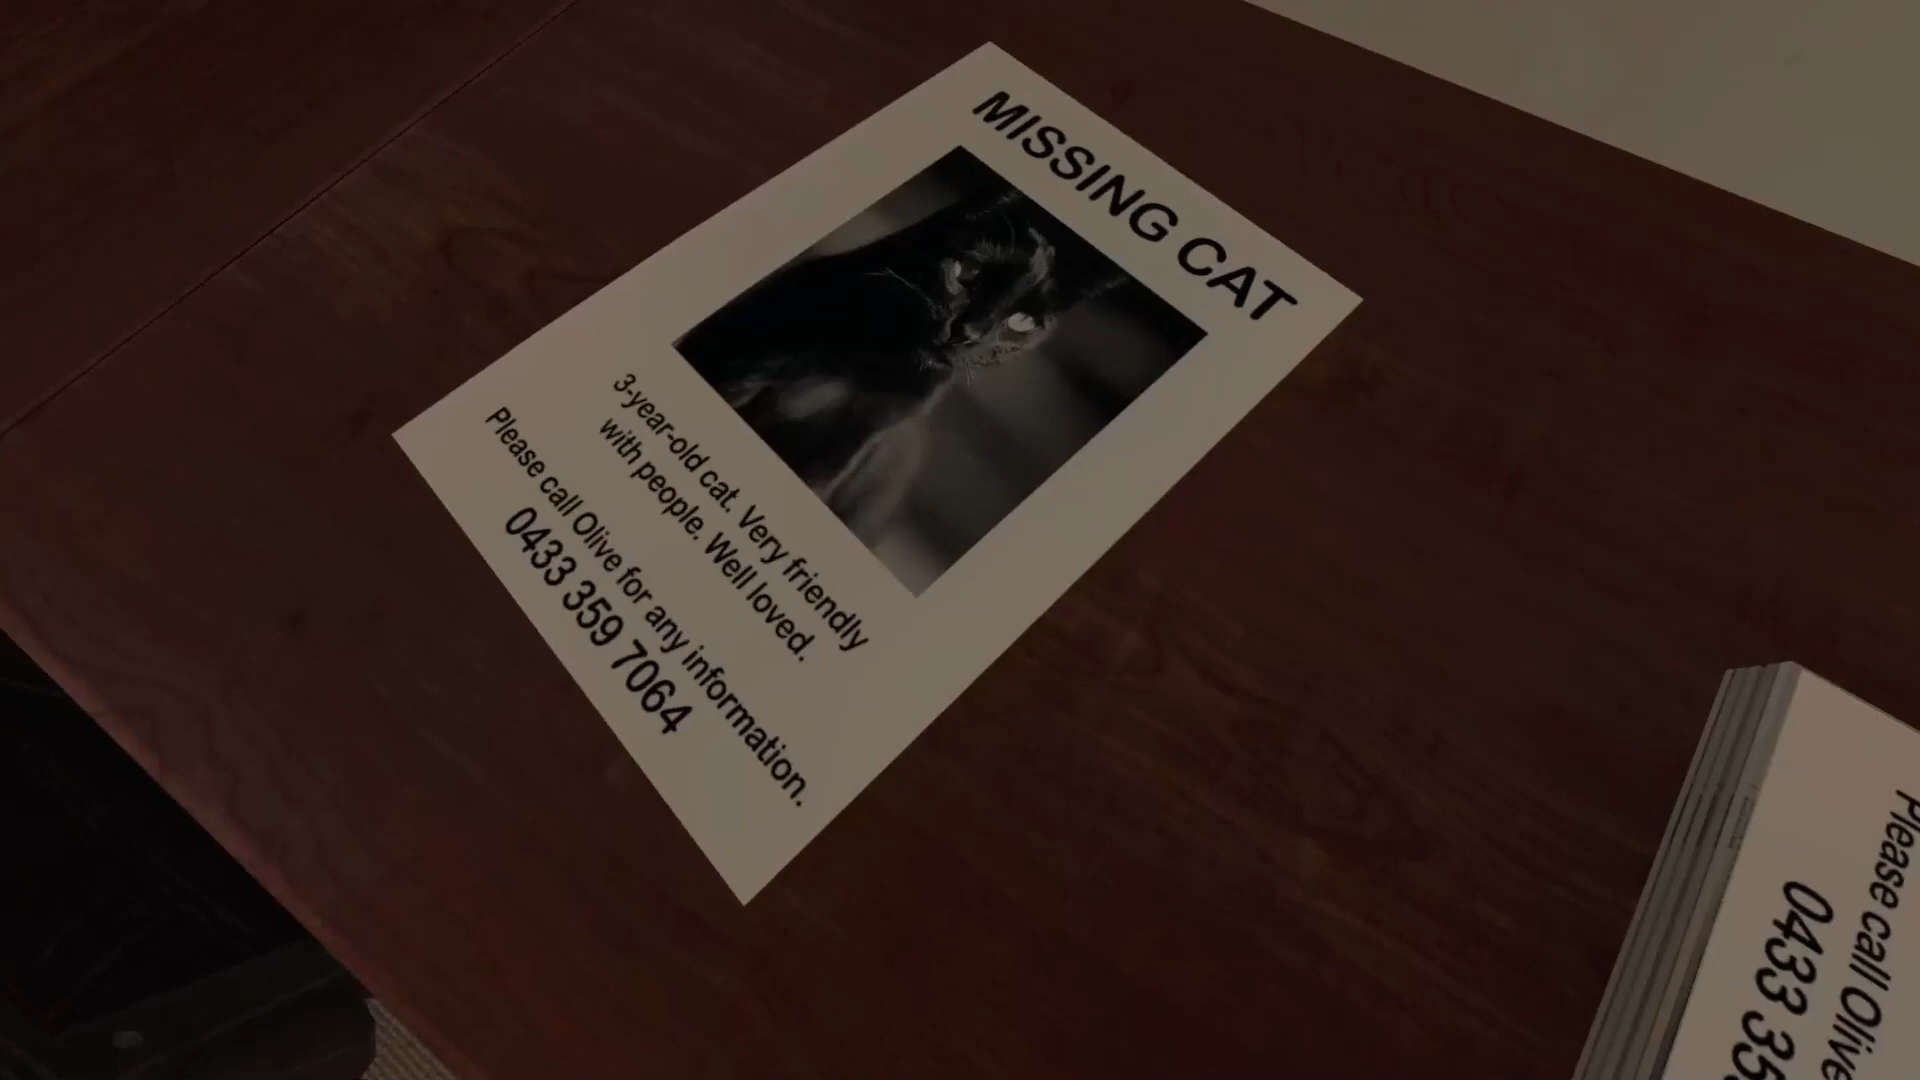 MISSING CAT
3-year-old cat. Very friendly
with people. Well loved.
Please call Olive for any information.
0433 359 7064
Please call Olive
0433 35